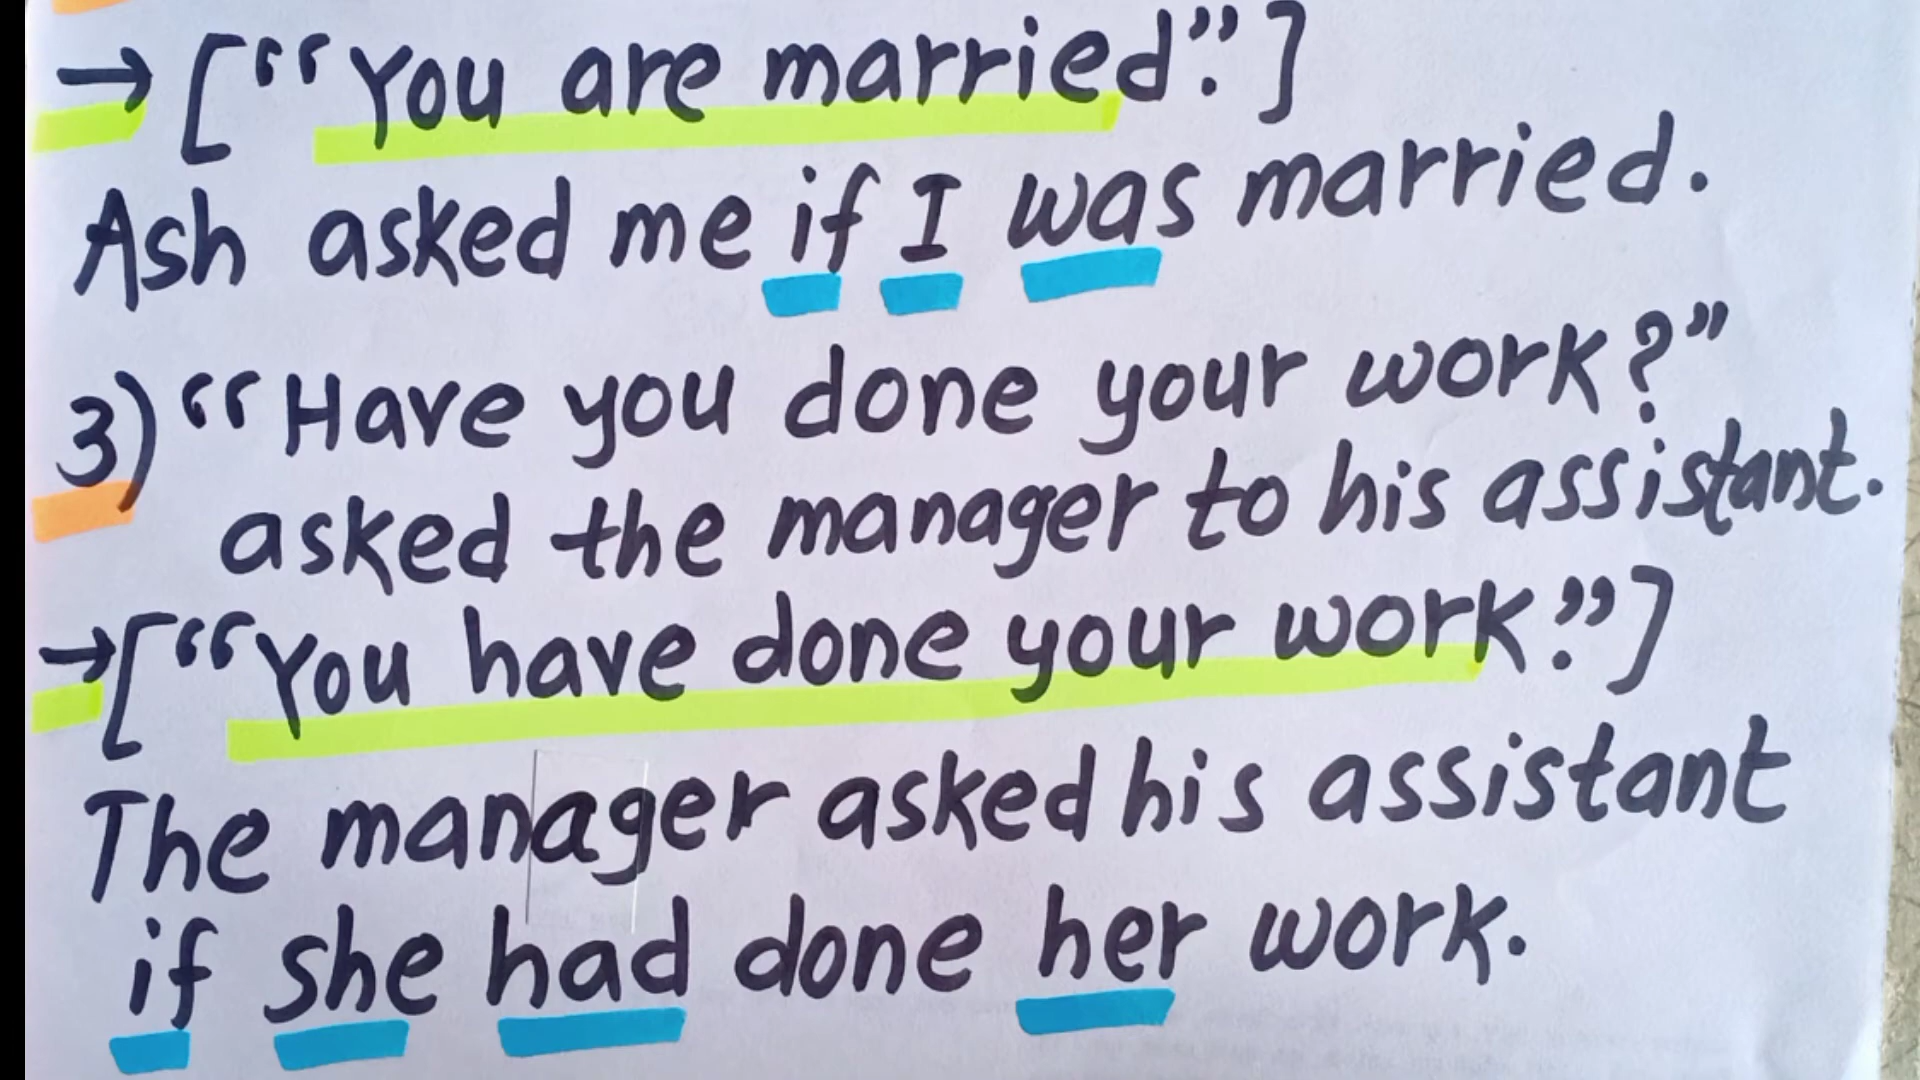 → [“You are married”.]
Ash asked me if I was married.
3) “Have you done your work?”
asked the manager to his assistant.
→ [“You have done your work”.]
The manager asked his assistant
if she had done her work.